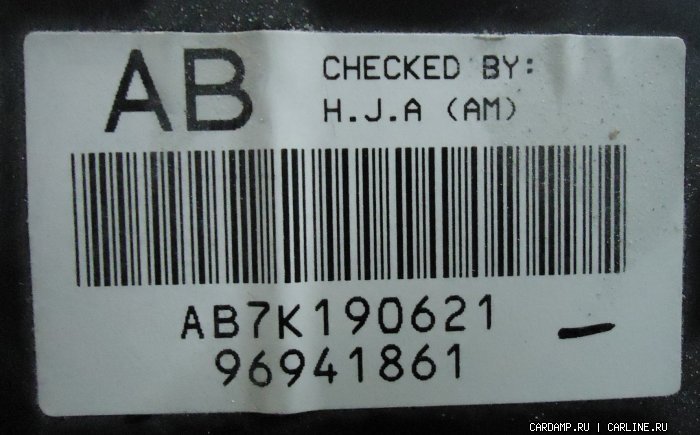 AB
CHECKED BY:
H.J.A (AM)
AB7K190621
96941861
CARDAMP.RU | CARLINE.RU